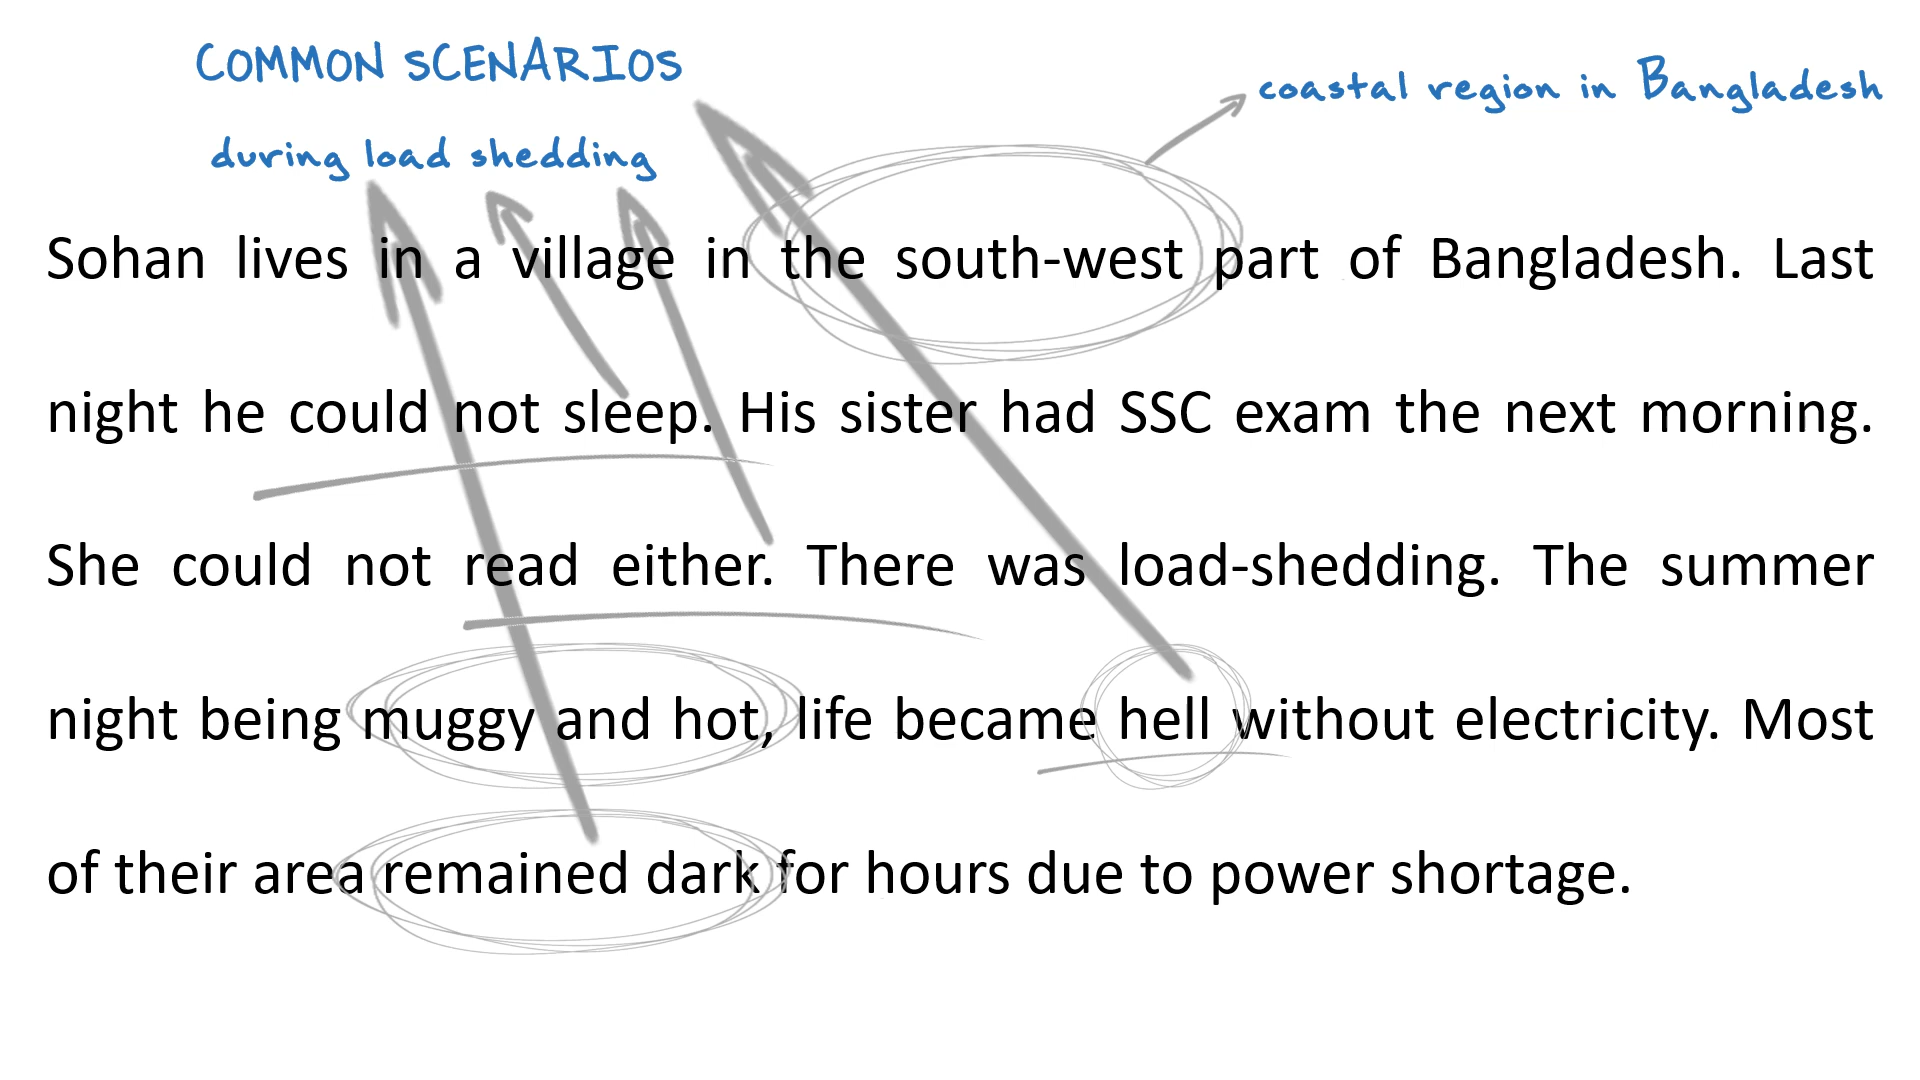 COMMON SCENARIOS
coastal region in Bangladesh
during load shedding
Sohan lives in a village in the south-west part of Bangladesh. Last
night he could not sleep. His sister had SSC exam the next morning.
She could not read either. There was load-shedding. The summer
night being muggy and hot, life became hell without electricity. Most
of their area remained dark for hours due to power shortage.